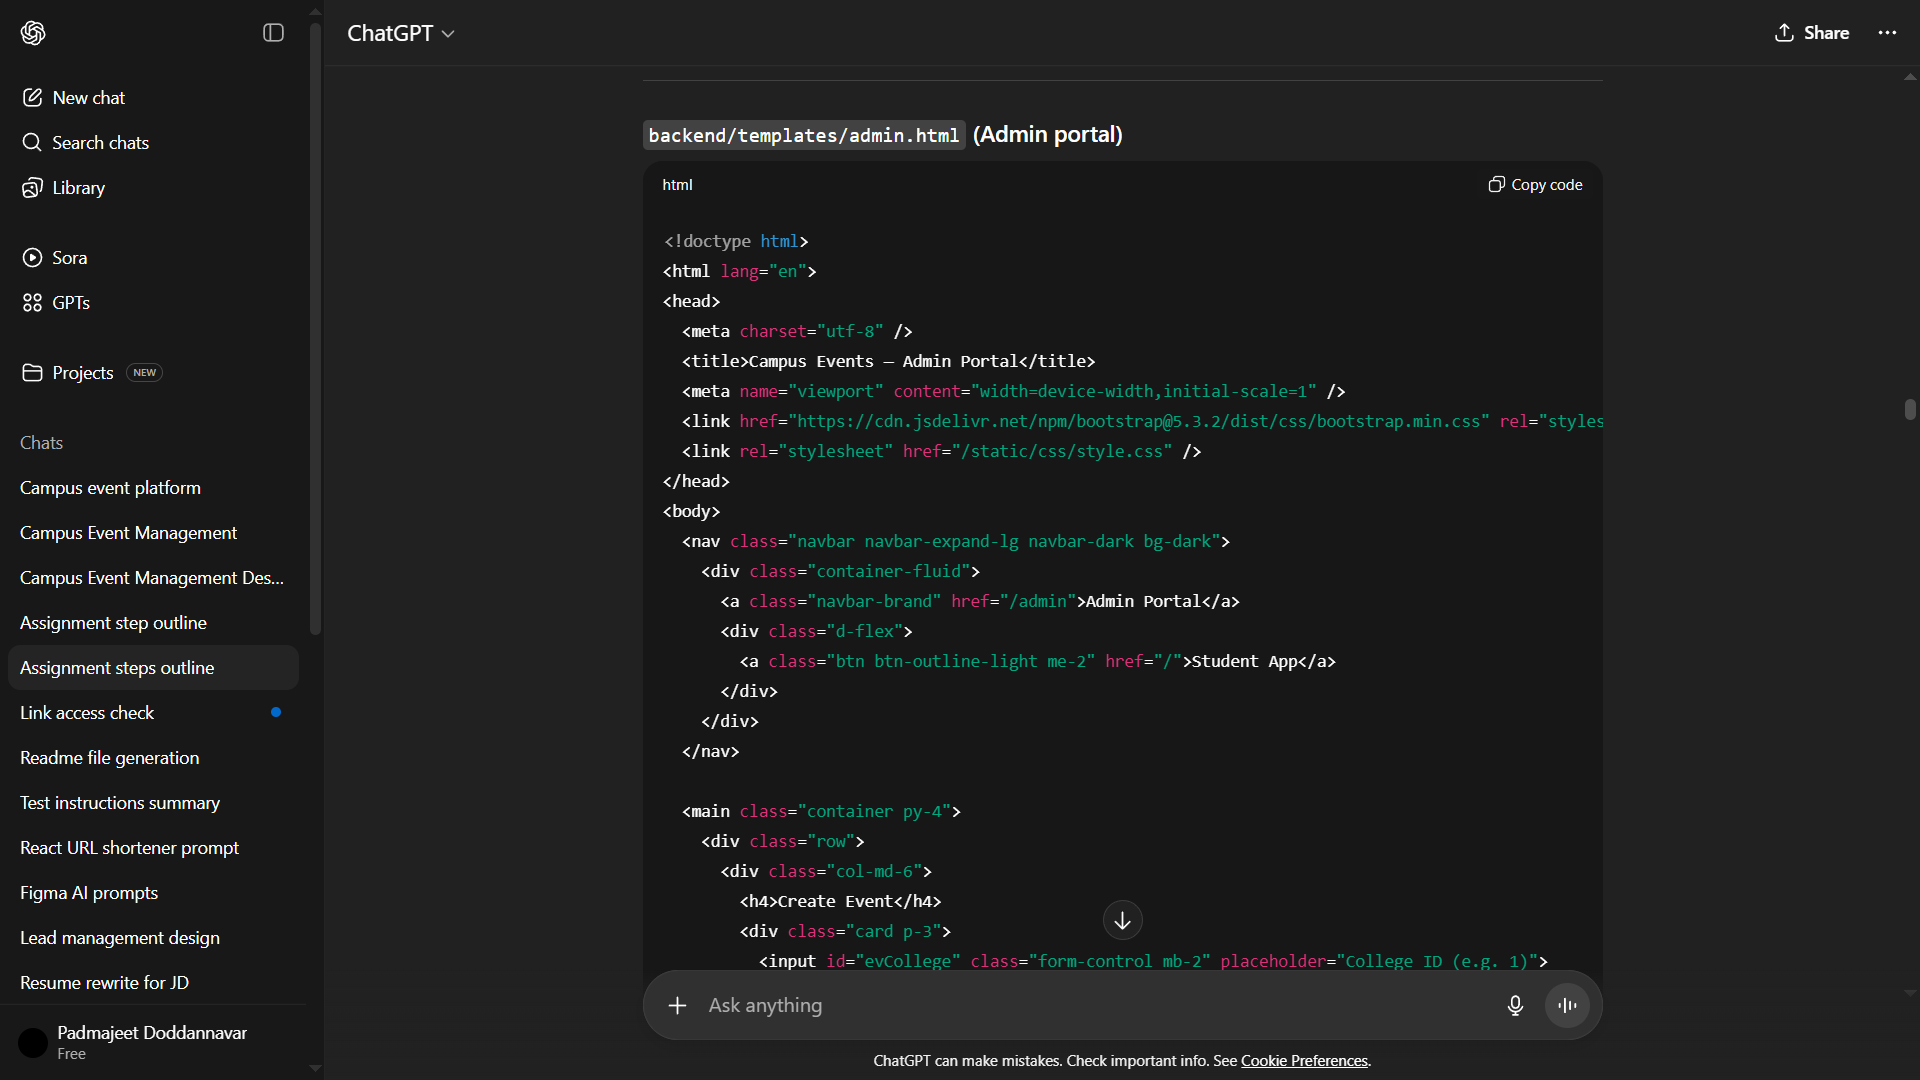 New chat
Search chats
Library
Sora
GPTs
Projects NEW
Chats
Campus event platform
Campus Event Management
Campus Event Management Des...
Assignment step outline
Assignment steps outline
Link access check
Readme file generation
Test instructions summary
React URL shortener prompt
Figma AI prompts
Lead management design
Resume rewrite for JD
Padmajeet Doddannavar
Free
ChatGPT
Share
backend/templates/admin.html (Admin portal)
html
Copy code
<!doctype html>
<html lang="en">
<head>
  <meta charset="utf-8" />
  <title>Campus Events — Admin Portal</title>
  <meta name="viewport" content="width=device-width,initial-scale=1" />
  <link href="https://cdn.jsdelivr.net/npm/bootstrap@5.3.2/dist/css/bootstrap.min.css" rel="styles
  <link rel="stylesheet" href="/static/css/style.css" />
</head>
<body>
  <nav class="navbar navbar-expand-lg navbar-dark bg-dark">
    <div class="container-fluid">
      <a class="navbar-brand" href="/admin">Admin Portal</a>
      <div class="d-flex">
        <a class="btn btn-outline-light me-2" href="/">Student App</a>
      </div>
    </div>
  </nav>
  <main class="container py-4">
    <div class="row">
      <div class="col-md-6">
        <h4>Create Event</h4>
        <div class="card p-3">
          <input id="evCollege" class="form-control mb-2" placeholder="College ID (e.g. 1)">
Ask anything
ChatGPT can make mistakes. Check important info. See Cookie Preferences.